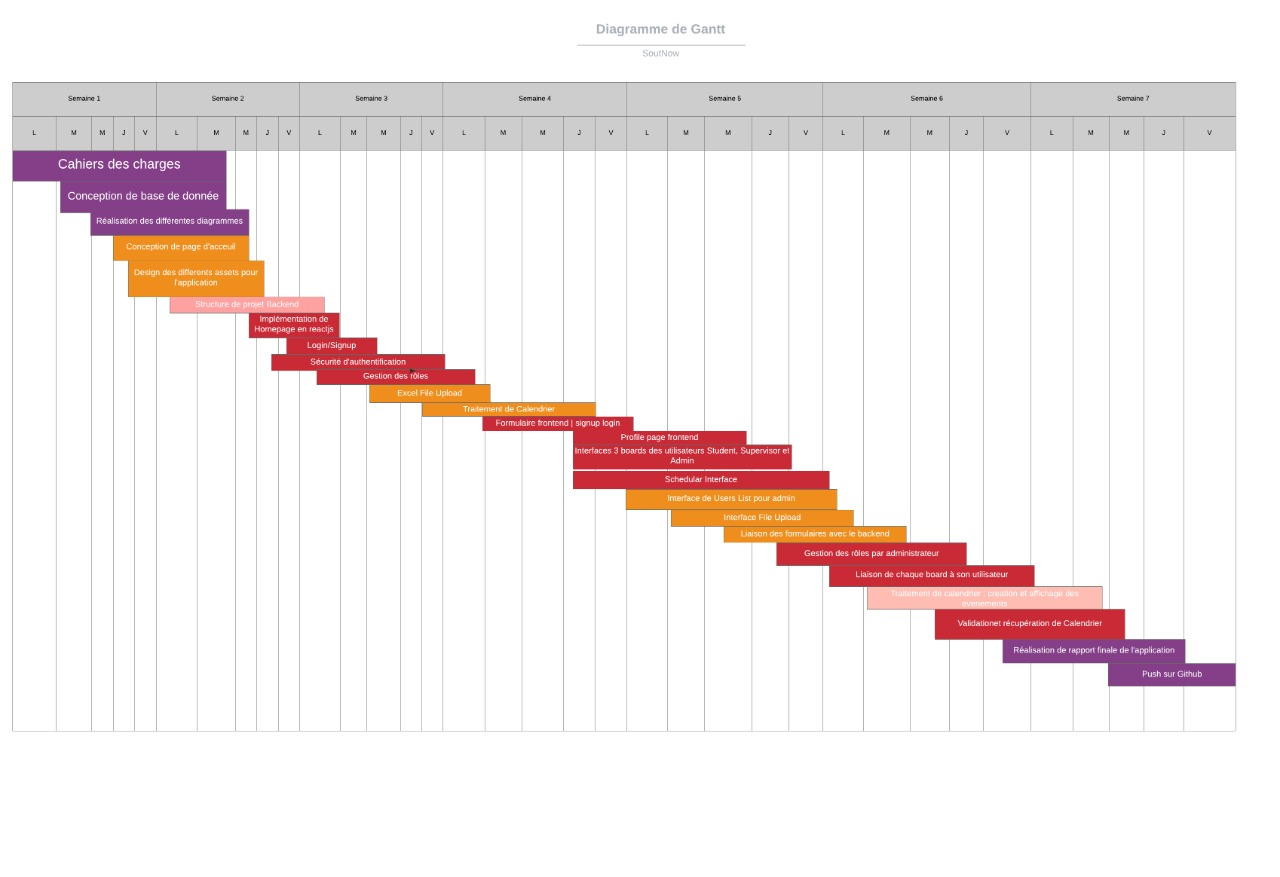 Diagramme de Gantt
SoutNow
Semaine 1 Semaine 2 Semaine 3 Semaine 4 Semaine 5 Semaine 6 Semaine 7
L M M J V L M M J V L M M J V L M M J V L M M J V L M M J V L M M J V
Cahiers des charges
Conception de base de donnée
Réalisation des différentes diagrammes
Conception de page d'acceuil
Design des differents assets pour
l'application
Structure de projet Backend
Implémentation de
Homepage en reactjs
Login/Signup
Sécurité d'authentification
Gestion des rôles
Excel File Upload
Traitement de Calendrier
Formulaire frontend | signup login
Profile page frontend
Interfaces 3 boards des utilisateurs Student, Supervisor et
Admin
Schedular Interface
Interface de Users List pour admin
Interface File Upload
Liaison des formulaires avec le backend
Gestion des rôles par administrateur
Liaison de chaque board à son utilisateur
Traitement de calendrier : creation et affichage des
evenements
Validationet récupération de Calendrier
Réalisation de rapport finale de l'application
Push sur Github